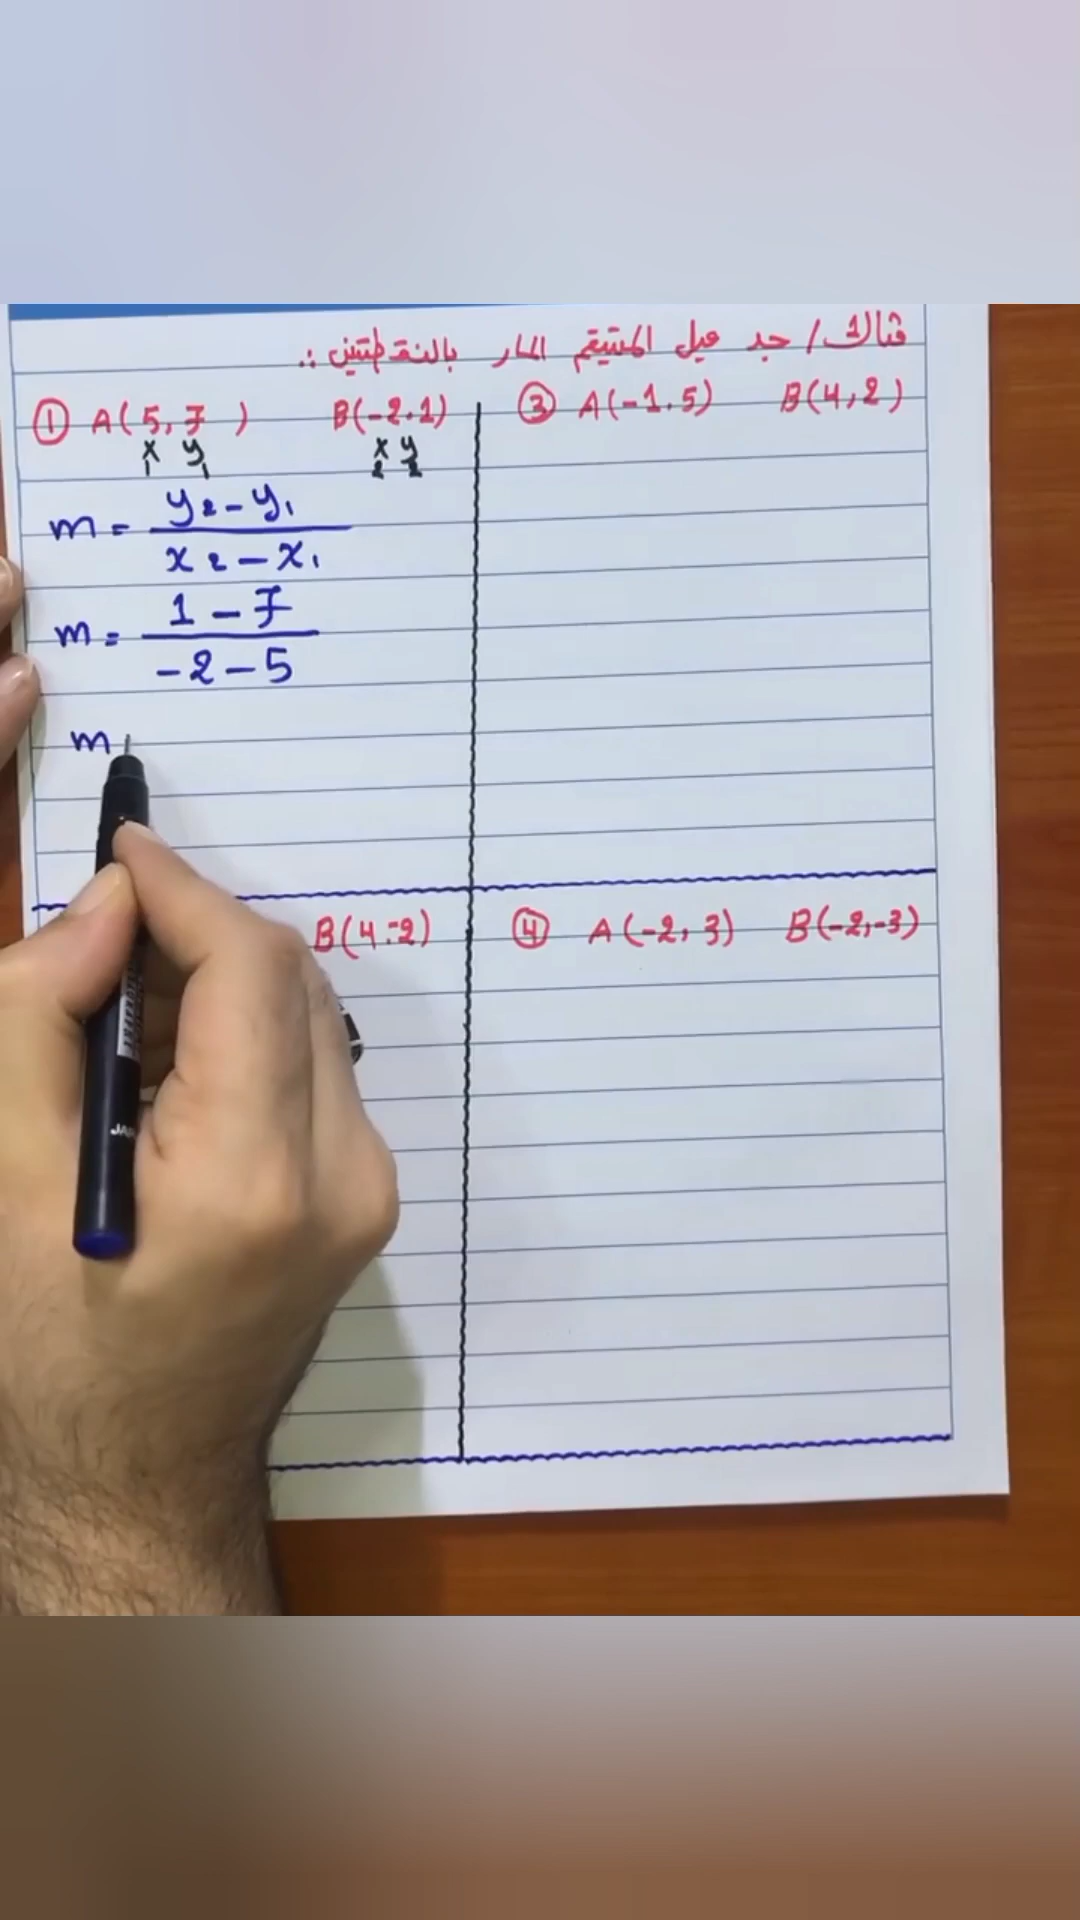 مثال / جد ميل المستقيم المار بالنقطتين :.
① A(5,7) B(-2,1)
x₁ y₁ x₂ y₂
m = y₂-y₁ / x₂-x₁
m = 1-7 / -2-5
m
③ A(-1,5) B(4,2)
B(4,-2)
④ A(-2,3) B(-2,-3)